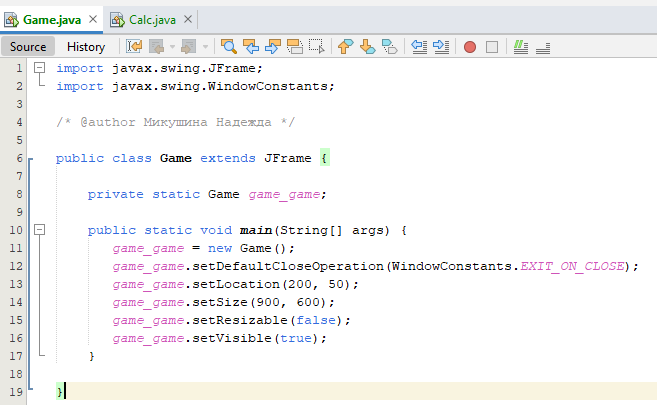 Game.java Calc.java
Source History
1 import javax.swing.JFrame;
2 import javax.swing.WindowConstants;
3
4 /* @author Микушина Надежда */
5
6 public class Game extends JFrame {
7
8 private static Game game_game;
9
10 public static void main(String[] args) {
11 game_game = new Game();
12 game_game.setDefaultCloseOperation(WindowConstants.EXIT_ON_CLOSE);
13 game_game.setLocation(200, 50);
14 game_game.setSize(900, 600);
15 game_game.setResizable(false);
16 game_game.setVisible(true);
17 }
18
19 }